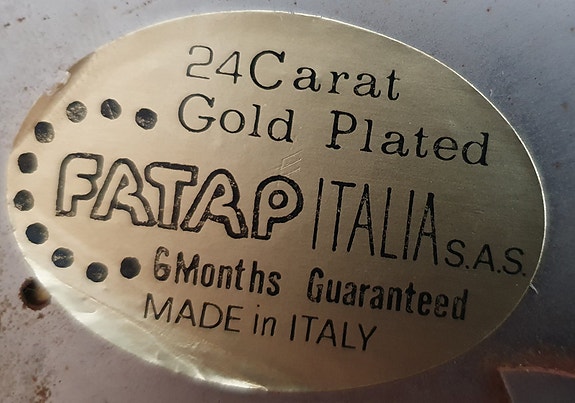 24Carat
Gold Plated
FATAP ITALIA S.A.S.
6Months Guaranteed
MADE in ITALY